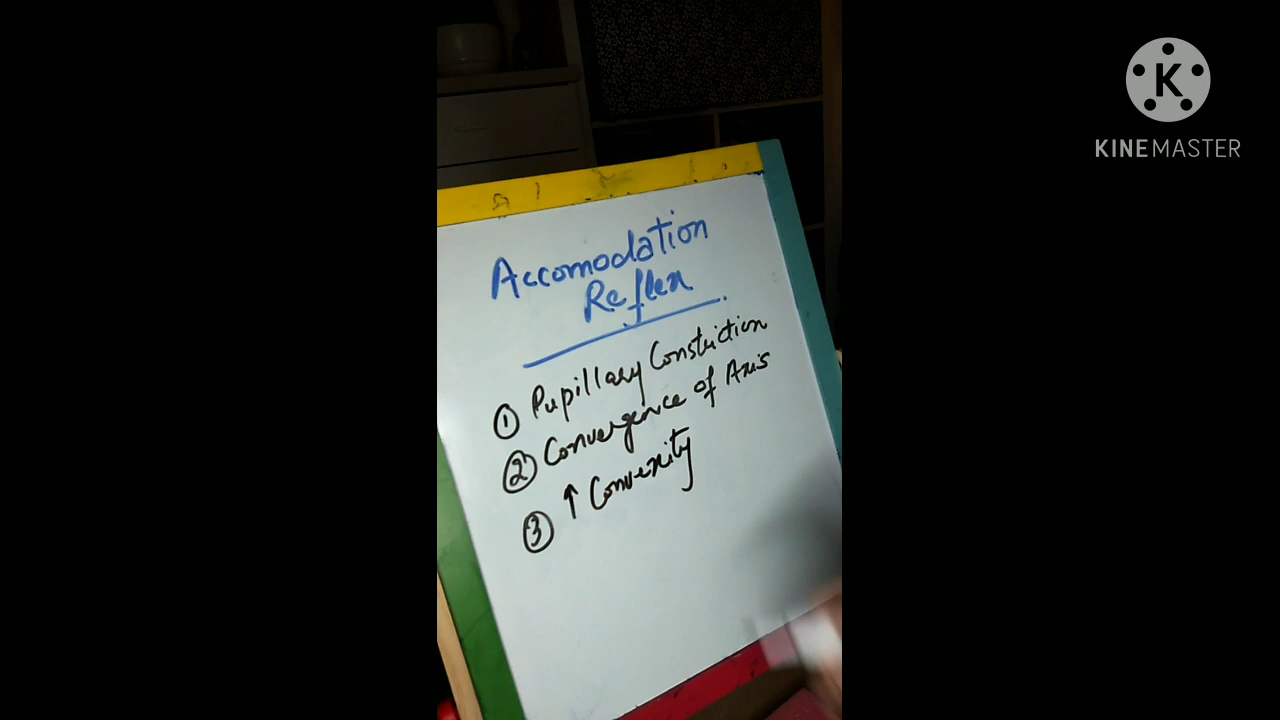 Accomodation
Reflex
① Pupillary Constriction
② Convergence of Axis
③ ↑ Convexity
K
KINEMASTER